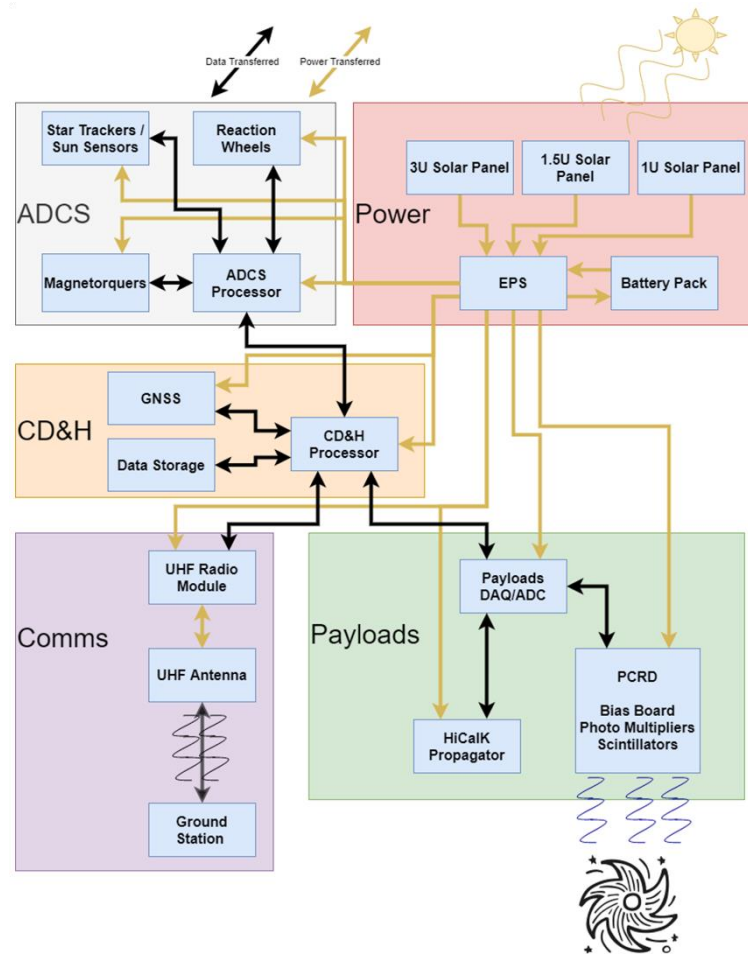 Data Transferred
Power Transferred
Star Trackers /
Sun Sensors
Reaction
Wheels
ADCS
Magnetorquers
ADCS
Processor
3U Solar Panel
1.5U Solar
Panel
1U Solar Panel
Power
EPS
Battery Pack
GNSS
CD&H
CD&H
Processor
Data Storage
UHF Radio
Module
Comms
UHF Antenna
Ground
Station
Payloads
DAQ/ADC
Payloads
PCRD
Bias Board
Photo Multipliers
Scintillators
HiCalK
Propagator